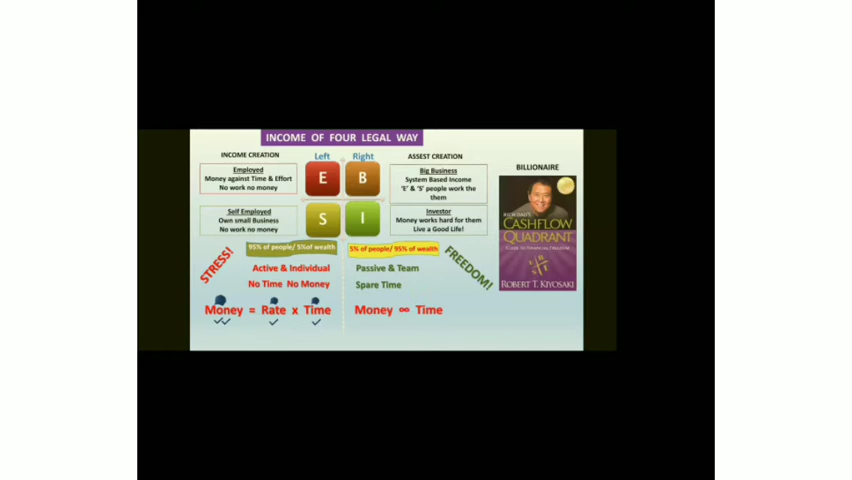 INCOME OF FOUR LEGAL WAY
INCOME CREATION
Left
Right
ASSEST CREATION
Employed
Money against Time & Effort
No work no money
E
B
Big Business
System Based Income
'E' & 'S' people work the
them
Self Employed
Own small Business
No work no money
S
I
Investor
Money works hard for them
Live a Good Life!
BILLIONAIRE
RICH DAD'S
CASHFLOW
QUADRANT
E B
S I
ROBERT T. KIYOSAKI
STRESS!
95% of people/ 5%of wealth
5% of people/ 95% of wealth
FREEDOM!
Active & Individual
No Time No Money
Passive & Team
Spare Time
Money = Rate x Time
Money ∞ Time